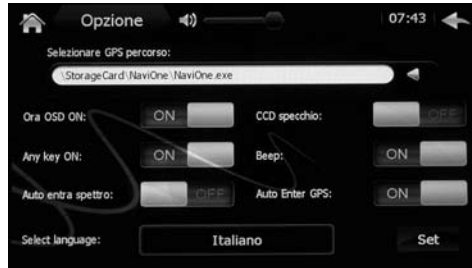 Opzione 07:43
Selezionare GPS percorso:
\StorageCard\NaviOne\NaviOne.exe
Ora OSD ON: ON CCD specchio: OFF
Any key ON: ON Beep: ON
Auto entra spettro: OFF Auto Enter GPS: ON
Select language: Italiano Set